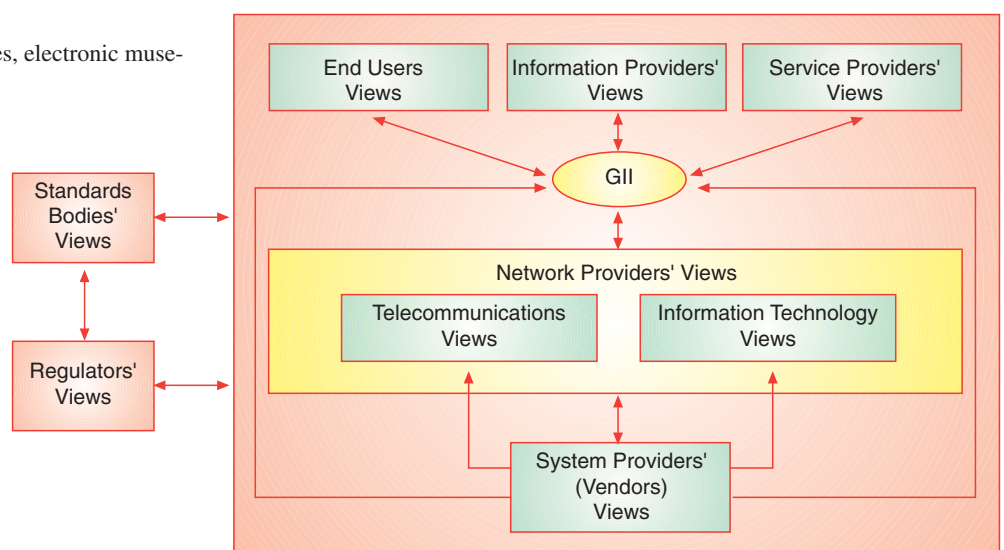 es, electronic muse-
End Users
Views
Information Providers'
Views
Service Providers'
Views
GII
Standards
Bodies'
Views
Network Providers' Views
Telecommunications
Views
Information Technology
Views
Regulators'
Views
System Providers'
(Vendors)
Views